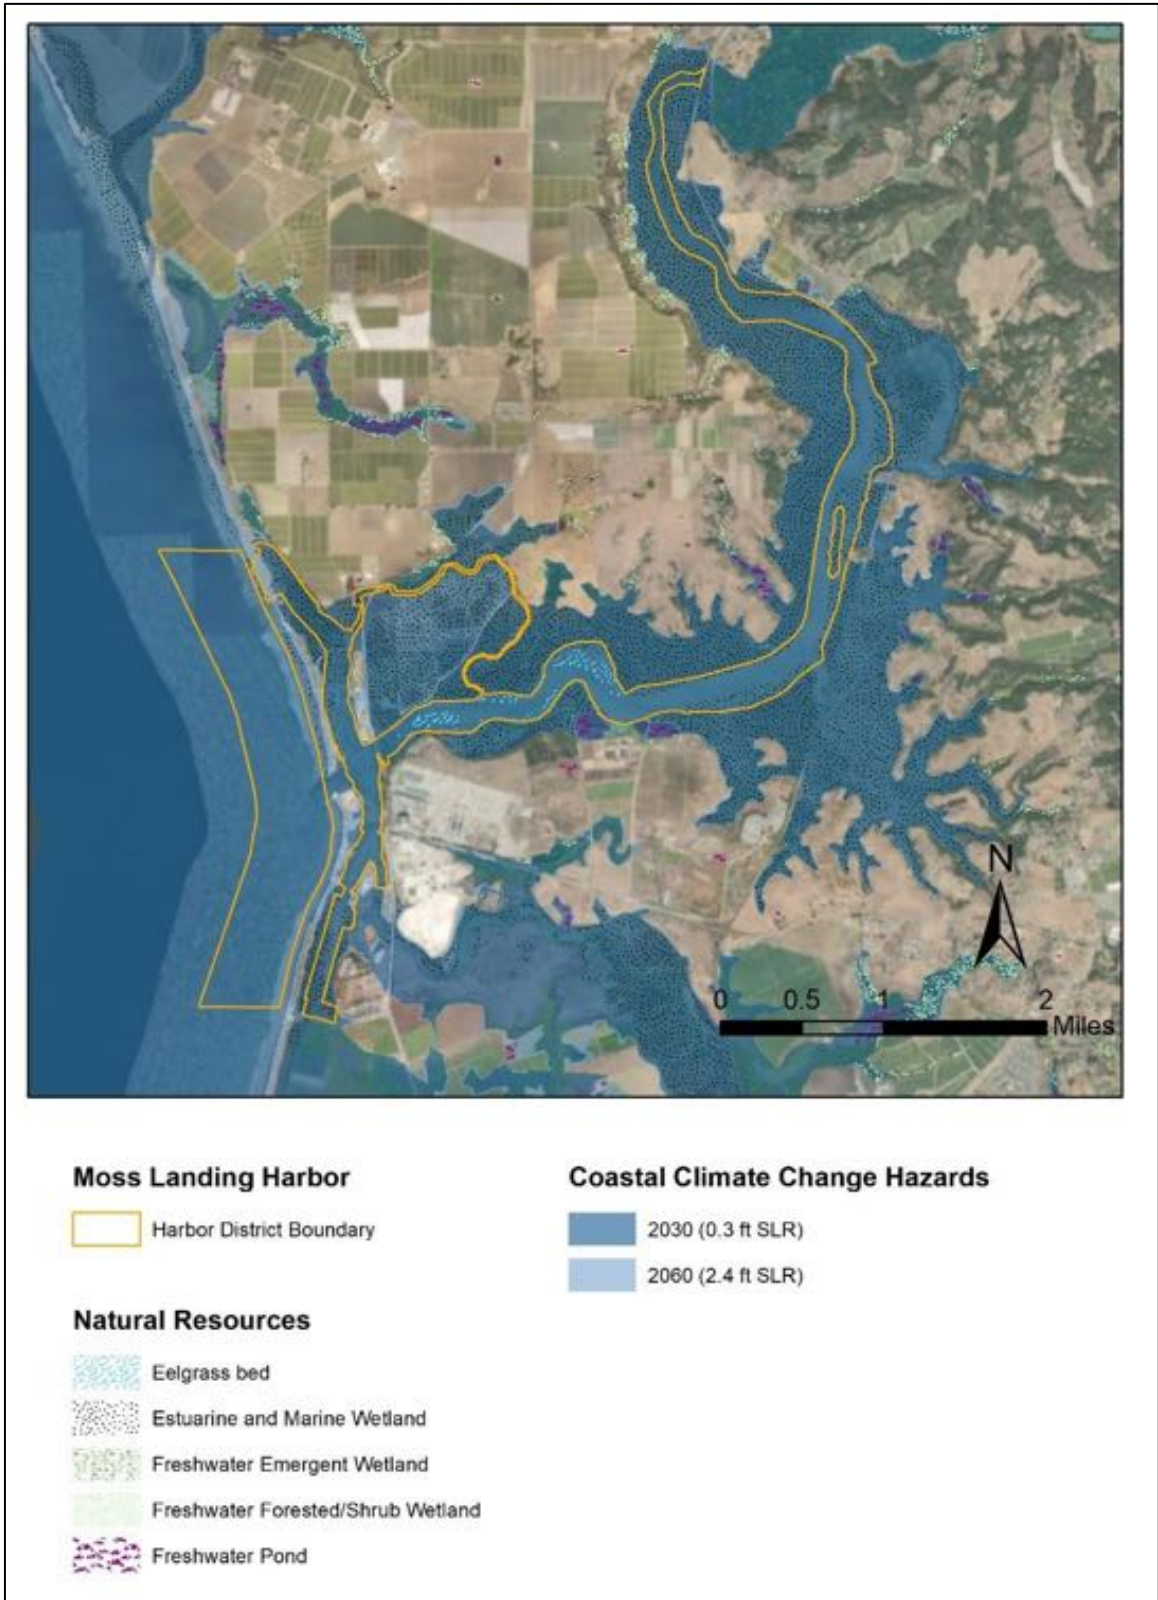 N
0 0.5 1 2
Miles
Moss Landing Harbor
Harbor District Boundary
Natural Resources
Eelgrass bed
Estuarine and Marine Wetland
Freshwater Emergent Wetland
Freshwater Forested/Shrub Wetland
Freshwater Pond
Coastal Climate Change Hazards
2030 (0.3 ft SLR)
2060 (2.4 ft SLR)